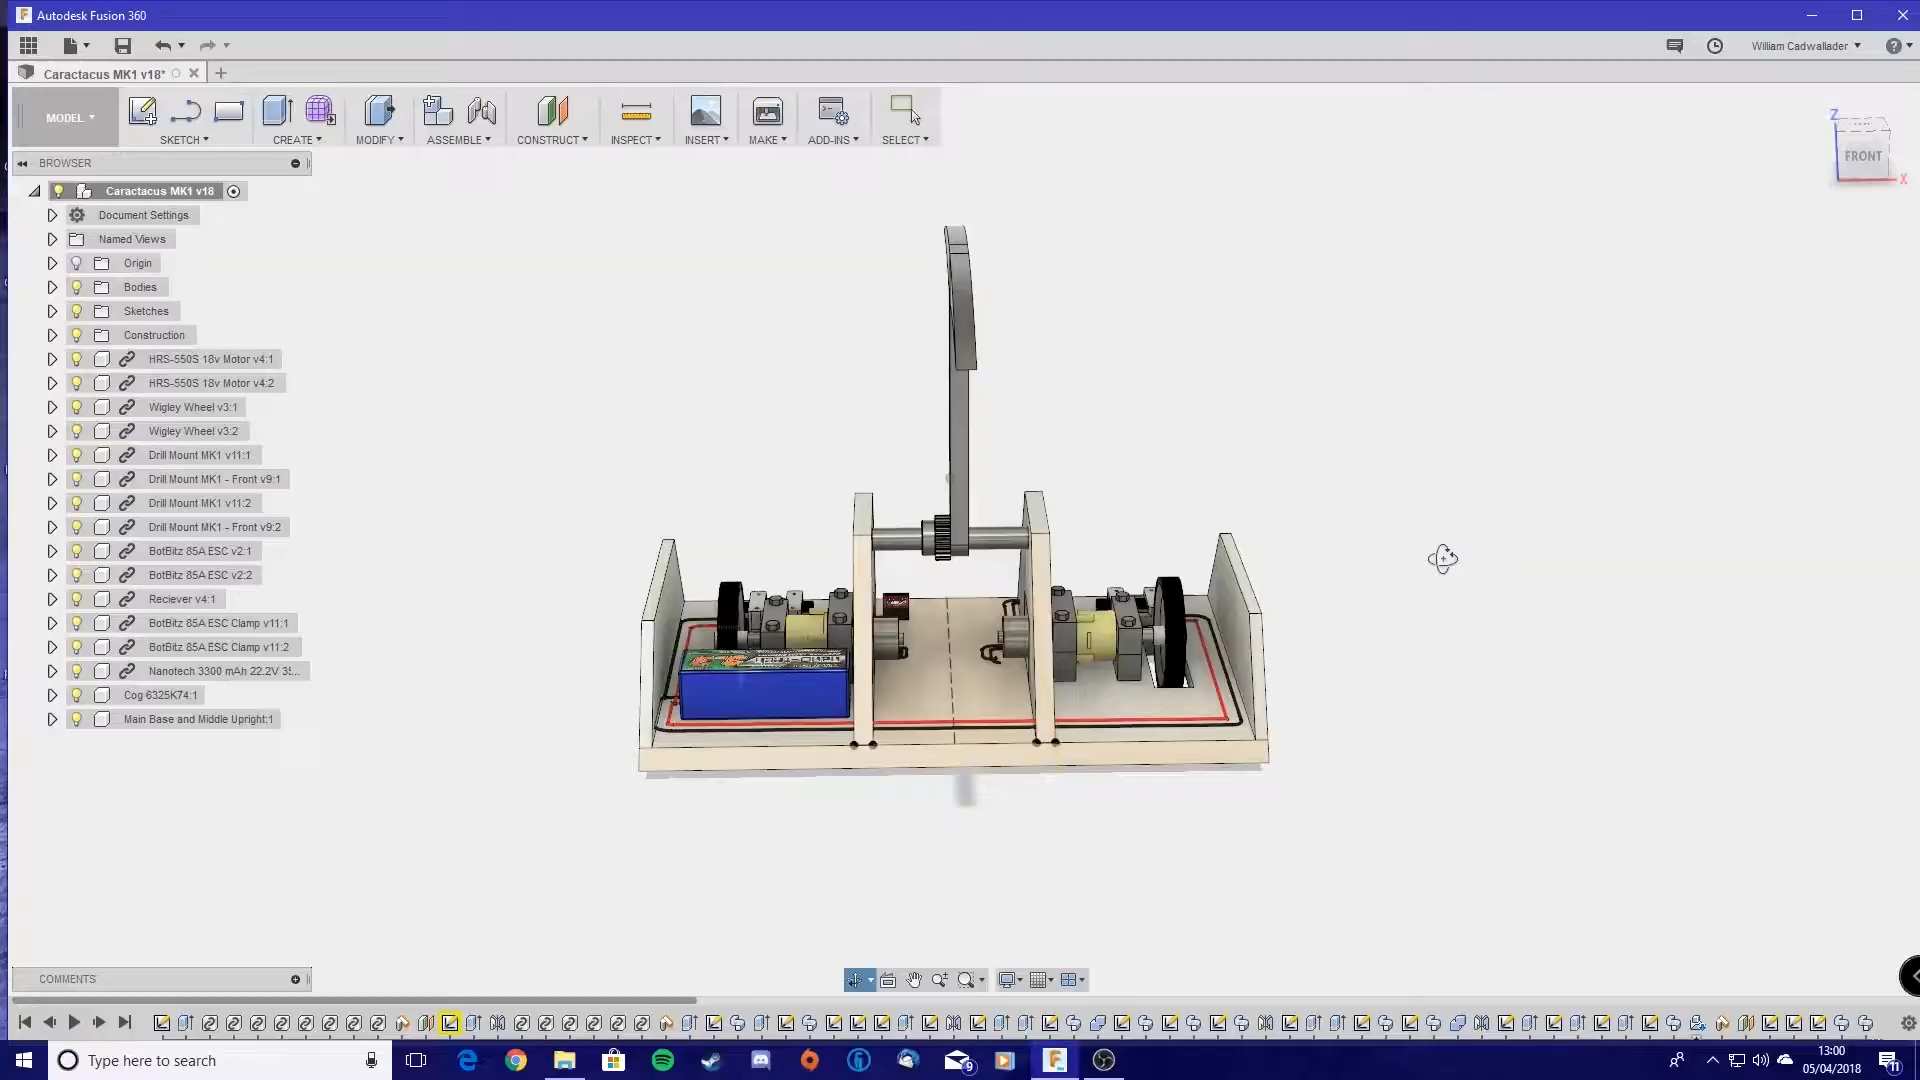 Autodesk Fusion 360
William Cadwallader
Caractacus MK1 v18*
MODEL
SKETCH
CREATE
MODIFY
ASSEMBLE
CONSTRUCT
INSPECT
INSERT
MAKE
ADD-INS
SELECT
Z
FRONT
X
BROWSER
Caractacus MK1 v18
Document Settings
Named Views
Origin
Bodies
Sketches
Construction
HRS-550S 18v Motor v4:1
HRS-550S 18v Motor v4:2
Wigley Wheel v3:1
Wigley Wheel v3:2
Drill Mount MK1 v11:1
Drill Mount MK1 - Front v9:1
Drill Mount MK1 v11:2
Drill Mount MK1 - Front v9:2
BotBitz 85A ESC v2:1
BotBitz 85A ESC v2:2
Reciever v4:1
BotBitz 85A ESC Clamp v11:1
BotBitz 85A ESC Clamp v11:2
Nanotech 3300 mAh 22.2V 35...
Cog 6325K74:1
Main Base and Middle Upright:1
COMMENTS
Type here to search
9
13:00
05/04/2018
11